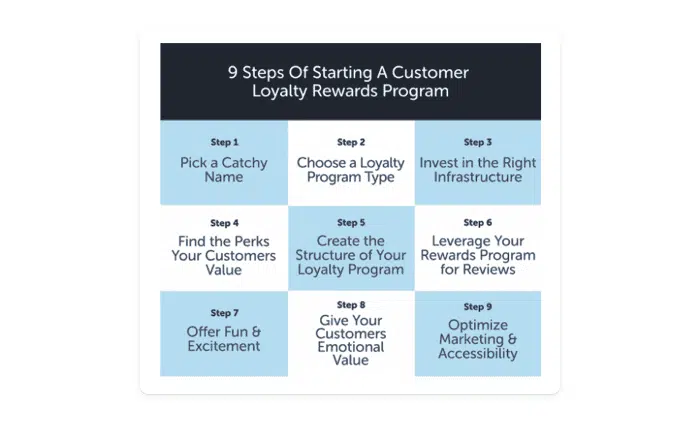 9 Steps Of Starting A Customer
Loyalty Rewards Program
Step 1
Pick a Catchy
Name
Step 2
Choose a Loyalty
Program Type
Step 3
Invest in the Right
Infrastructure
Step 4
Find the Perks
Your Customers
Value
Step 5
Create the
Structure of Your
Loyalty Program
Step 6
Leverage Your
Rewards Program
for Reviews
Step 7
Offer Fun &
Excitement
Step 8
Give Your
Customers
Emotional
Value
Step 9
Optimize
Marketing &
Accessibility